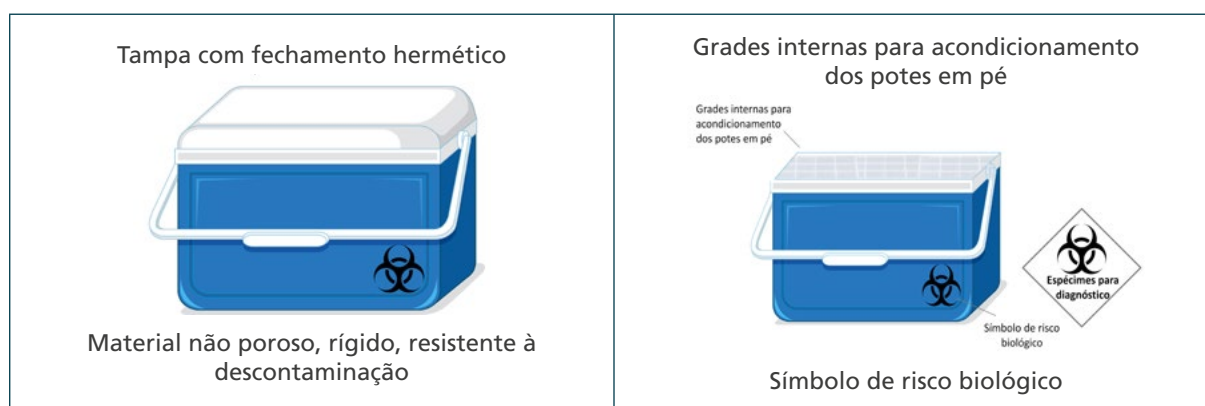 Tampa com fechamento hermético
Material não poroso, rígido, resistente à
descontaminação
Grades internas para acondicionamento
dos potes em pé
Grades internas para
acondicionamento
dos potes em pé
Espécimes para
diagnóstico
Símbolo de risco
biológico
Símbolo de risco biológico